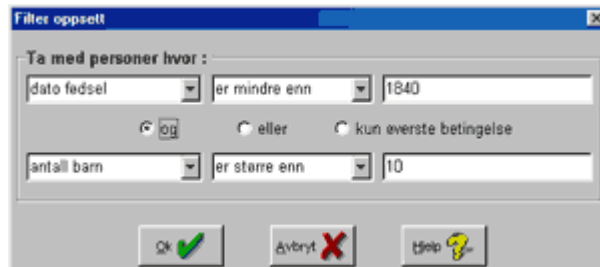 Filter oppsett
Ta med personer hvor :
dato fødsel er mindre enn 1840
og eller kun øverste betingelse
antall barn er større enn 10
Ok Avbryt Hjelp